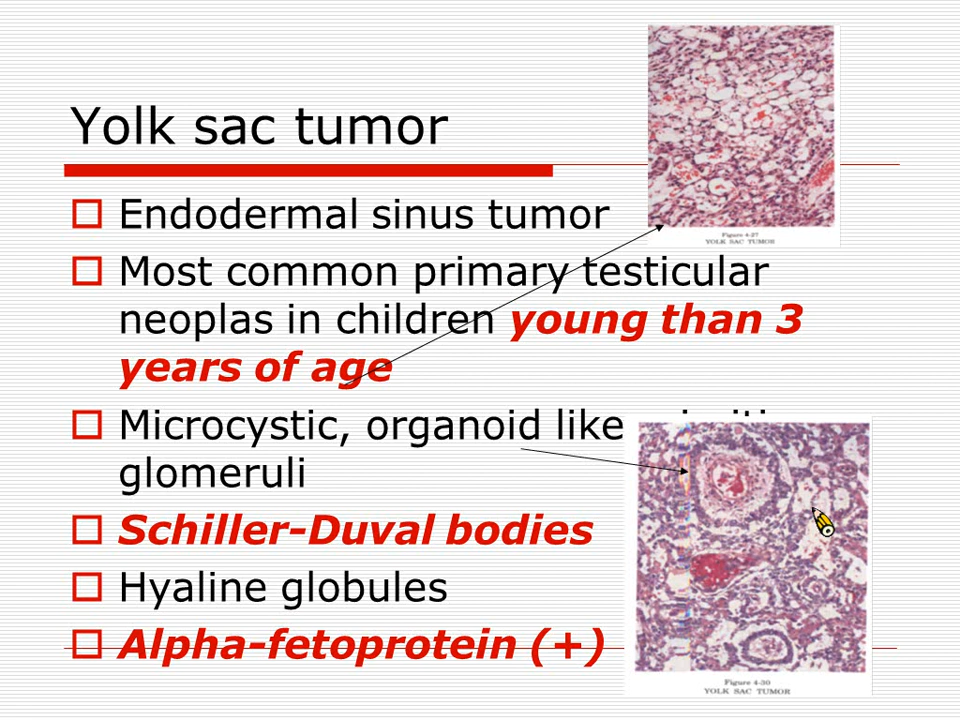 Yolk sac tumor
Endodermal sinus tumor
Most common primary testicular
neoplas in children young than 3
years of age
Microcystic, organoid like
glomeruli
Schiller-Duval bodies
Hyaline globules
Alpha-fetoprotein (+)
Figure 4-27
YOLK SAC TUMOR
Figure 4-30
YOLK SAC TUMOR